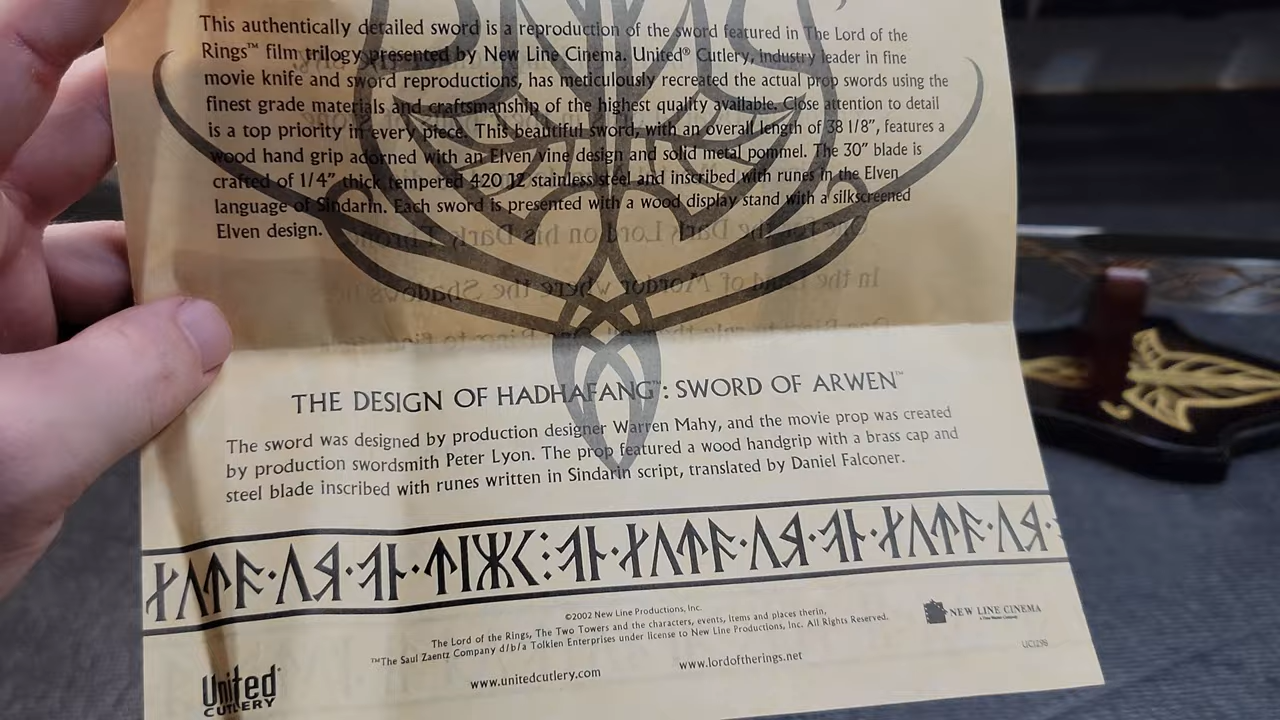 This authentically detailed sword is a reproduction of the sword featured in The Lord of the
Rings™ film trilogy presented by New Line Cinema. United® Cutlery, industry leader in fine
movie knife and sword reproductions, has meticulously recreated the actual prop swords using the
finest grade materials and craftsmanship of the highest quality available. Close attention to detail
is a top priority in every piece. This beautiful sword, with an overall length of 38 1/8″, features a
wood hand grip adorned with an Elven vine design and solid metal pommel. The 30″ blade is
crafted of 1/4″ thick tempered 420 J2 stainless steel and inscribed with runes in the Elven
language of Sindarin. Each sword is presented with a wood display stand with a silkscreened
Elven design.
THE DESIGN OF HADHAFANG™: SWORD OF ARWEN™
The sword was designed by production designer Warren Mahy, and the movie prop was created
by production swordsmith Peter Lyon. The prop featured a wood handgrip with a brass cap and
steel blade inscribed with runes written in Sindarin script, translated by Daniel Falconer.
©2002 New Line Productions, Inc.
The Lord of the Rings, The Two Towers and the characters, events, items and places therein,
™The Saul Zaentz Company d/b/a Tolkien Enterprises under license to New Line Productions, Inc. All Rights Reserved.
NEW LINE CINEMA
United®
CUTLERY
www.unitedcutlery.com
www.lordoftherings.net
UC1298